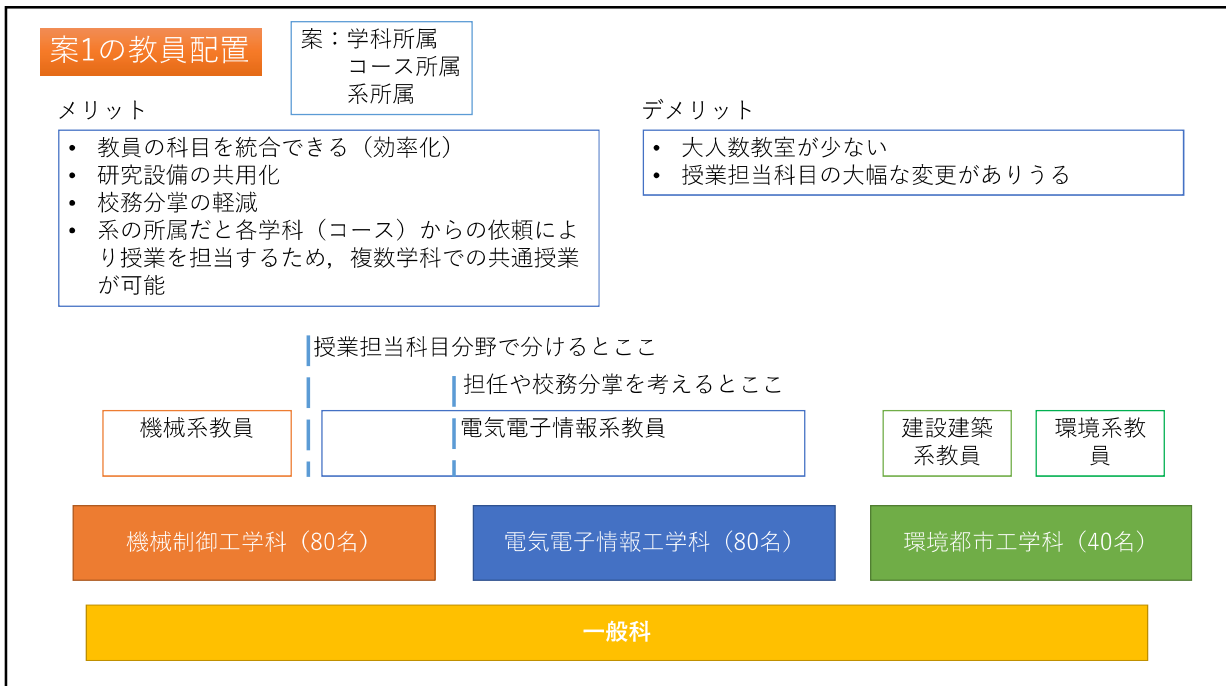 案1の教員配置
案：学科所属
コース所属
系所属
メリット
• 教員の科目を統合できる（効率化）
• 研究設備の共用化
• 校務分掌の軽減
• 系の所属だと各学科（コース）からの依頼によ
り授業を担当するため，複数学科での共通授業
が可能
デメリット
• 大人数教室が少ない
• 授業担当科目の大幅な変更がありうる
授業担当科目分野で分けるとここ
担任や校務分掌を考えるとここ
機械系教員
電気電子情報系教員
建設建築
系教員
環境系教
員
機械制御工学科（80名）
電気電子情報工学科（80名）
環境都市工学科（40名）
一般科